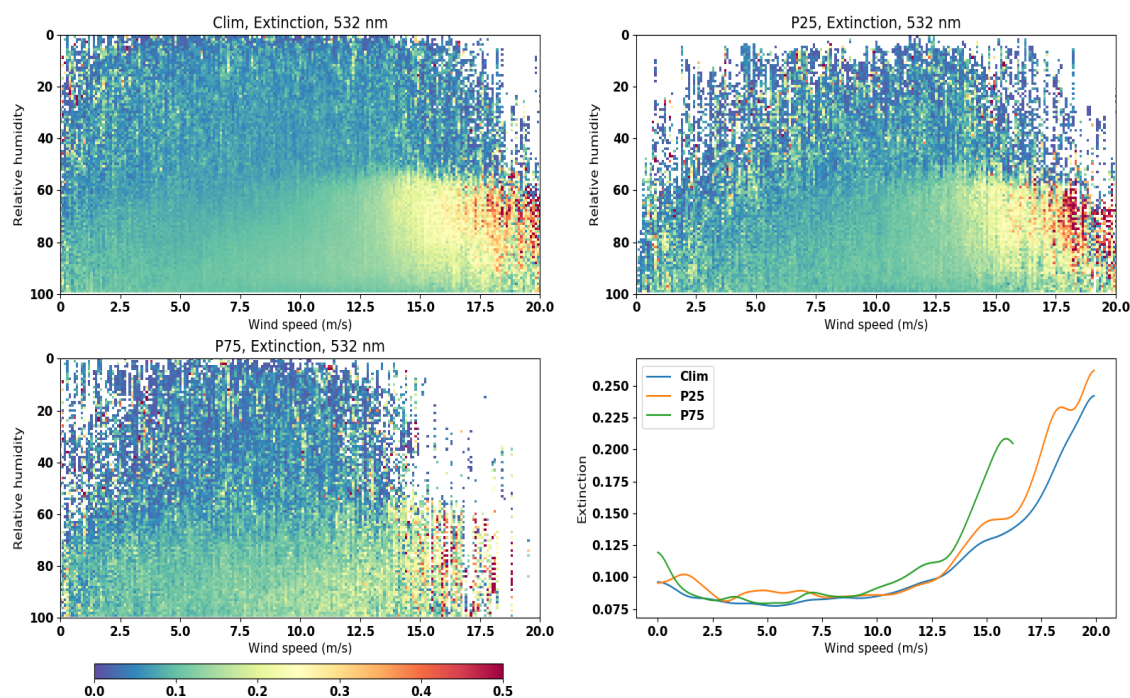 Clim, Extinction, 532 nm
0
20
40
60
80
100
Relative humidity
0 2.5 5.0 7.5 10.0 12.5 15.0 17.5 20.0
Wind speed (m/s)
P25, Extinction, 532 nm
0
20
40
60
80
100
Relative humidity
0 2.5 5.0 7.5 10.0 12.5 15.0 17.5 20.0
Wind speed (m/s)
P75, Extinction, 532 nm
0
20
40
60
80
100
Relative humidity
0 2.5 5.0 7.5 10.0 12.5 15.0 17.5 20.0
Wind speed (m/s)
0.0 0.1 0.2 0.3 0.4 0.5
Clim
P25
P75
0.250
0.225
0.200
0.175
0.150
0.125
0.100
0.075
Extinction
0.0 2.5 5.0 7.5 10.0 12.5 15.0 17.5 20.0
Wind speed (m/s)